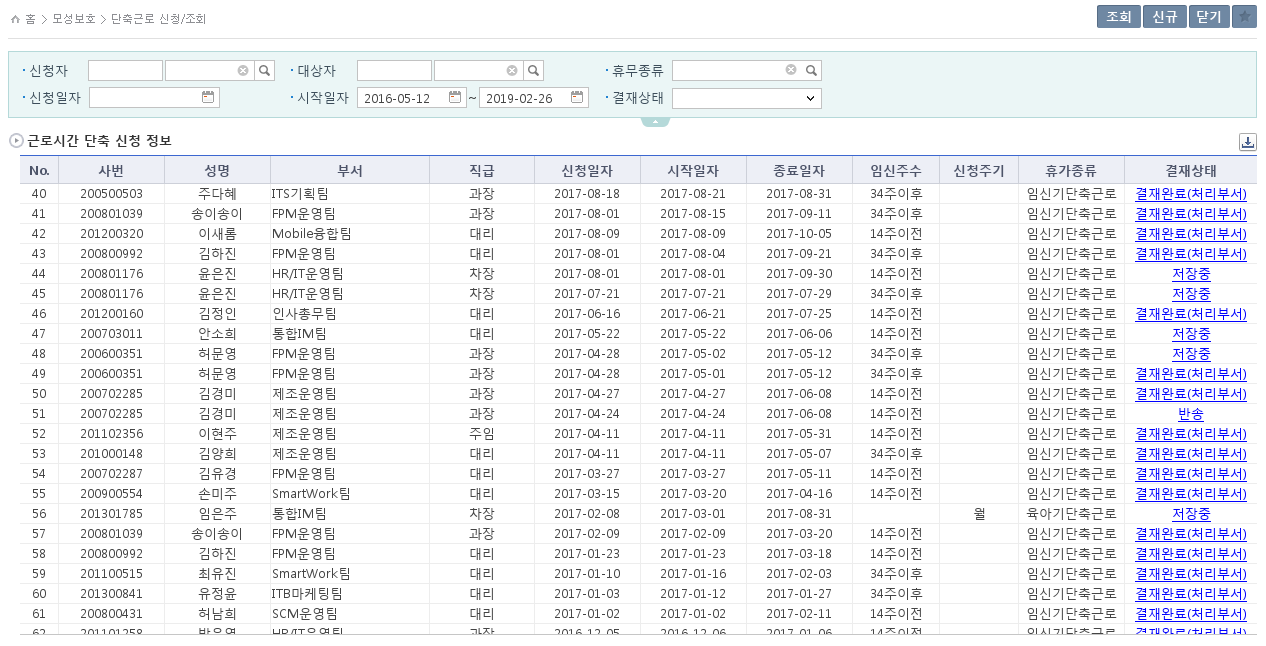 홈 > 모성보호 > 단축근로 신청/조회
조회 신규 닫기
신청자 대상자 휴무종류
신청일자 시작일자 2016-05-12 ~ 2019-02-26 결재상태
근로시간 단축 신청 정보
No. 사번 성명 부서 직급 신청일자 시작일자 종료일자 임신주수 신청주기 휴가종류 결재상태
40 200500503 주다혜 ITS기획팀 과장 2017-08-18 2017-08-21 2017-08-31 34주이후 임신기단축근로 결재완료(처리부서)
41 200801039 송이송이 FPM운영팀 과장 2017-08-01 2017-08-15 2017-09-11 34주이후 임신기단축근로 결재완료(처리부서)
42 201200320 이새롬 Mobile융합팀 대리 2017-08-09 2017-08-09 2017-10-05 14주이전 임신기단축근로 결재완료(처리부서)
43 200800992 김하진 FPM운영팀 대리 2017-08-01 2017-08-04 2017-09-21 34주이후 임신기단축근로 결재완료(처리부서)
44 200801176 윤은진 HR/IT운영팀 차장 2017-08-01 2017-08-01 2017-09-30 14주이전 임신기단축근로 저장중
45 200801176 윤은진 HR/IT운영팀 차장 2017-07-21 2017-07-21 2017-07-29 34주이후 임신기단축근로 저장중
46 201200160 김정인 인사총무팀 대리 2017-06-16 2017-06-21 2017-07-25 14주이전 임신기단축근로 결재완료(처리부서)
47 200703011 안소희 통합IM팀 대리 2017-05-22 2017-05-22 2017-06-06 14주이전 임신기단축근로 저장중
48 200600351 허문영 FPM운영팀 과장 2017-04-28 2017-05-02 2017-05-12 34주이후 임신기단축근로 저장중
49 200600351 허문영 FPM운영팀 과장 2017-04-28 2017-05-01 2017-05-12 34주이후 임신기단축근로 결재완료(처리부서)
50 200702285 김경미 제조운영팀 과장 2017-04-27 2017-04-27 2017-06-08 14주이전 임신기단축근로 결재완료(처리부서)
51 200702285 김경미 제조운영팀 과장 2017-04-24 2017-04-24 2017-06-08 14주이전 임신기단축근로 반송
52 201102356 이현주 제조운영팀 주임 2017-04-11 2017-04-11 2017-05-31 14주이전 임신기단축근로 결재완료(처리부서)
53 201000148 김양희 제조운영팀 대리 2017-04-11 2017-04-11 2017-05-07 34주이후 임신기단축근로 결재완료(처리부서)
54 200702287 김유경 FPM운영팀 대리 2017-03-27 2017-03-27 2017-05-11 14주이전 임신기단축근로 결재완료(처리부서)
55 200900554 손미주 SmartWork팀 대리 2017-03-15 2017-03-20 2017-04-16 14주이전 임신기단축근로 결재완료(처리부서)
56 201301785 임은주 통합IM팀 차장 2017-02-08 2017-03-01 2017-08-31 월 육아기단축근로 저장중
57 200801039 송이송이 FPM운영팀 과장 2017-02-09 2017-02-09 2017-03-20 14주이전 임신기단축근로 결재완료(처리부서)
58 200800992 김하진 FPM운영팀 대리 2017-01-23 2017-01-23 2017-03-18 14주이전 임신기단축근로 결재완료(처리부서)
59 201100515 최유진 SmartWork팀 대리 2017-01-10 2017-01-16 2017-02-03 34주이후 임신기단축근로 결재완료(처리부서)
60 201300841 유정윤 ITB마케팅팀 대리 2017-01-03 2017-01-12 2017-01-27 34주이후 임신기단축근로 결재완료(처리부서)
61 200800431 허남희 SCM운영팀 대리 2017-01-02 2017-01-02 2017-02-11 14주이전 임신기단축근로 결재완료(처리부서)
62 201101258 HR/IT운영팀 과장 2016-12-05 2016-12-06 2017-01-06 14주이전 임신기단축근로 결재완료(처리부서)